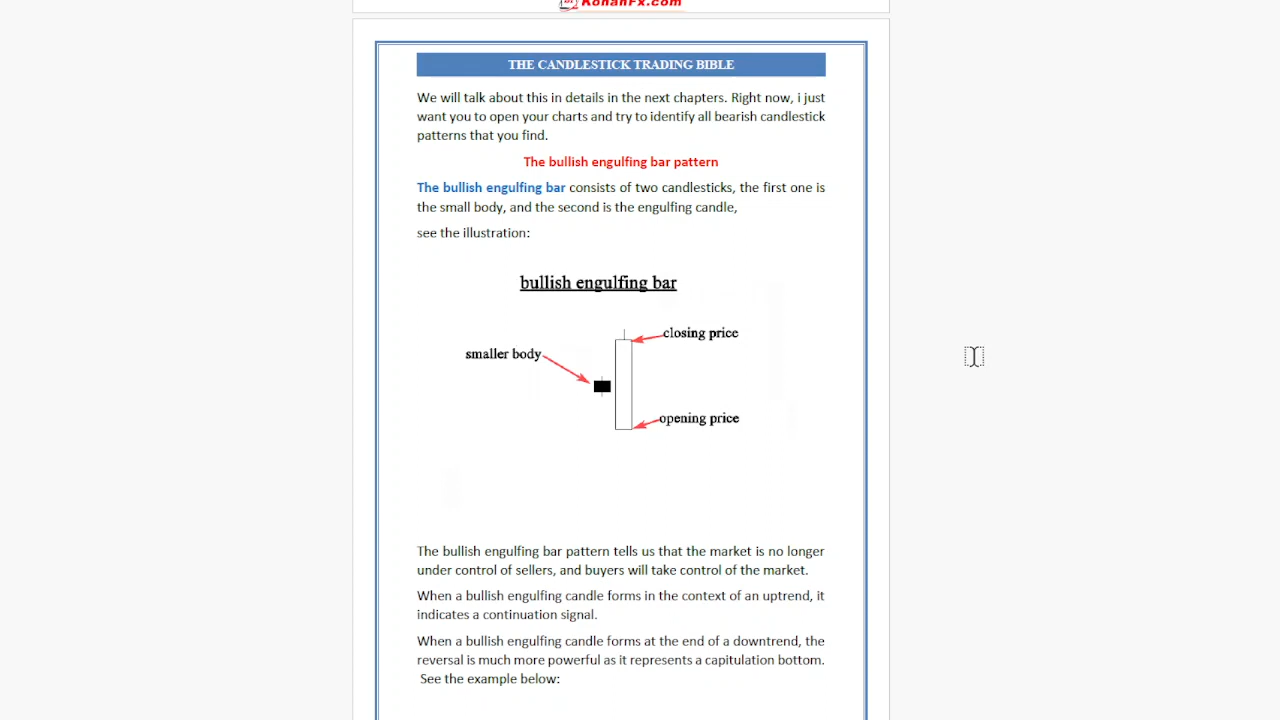 KohanFx.com
THE CANDLESTICK TRADING BIBLE
We will talk about this in details in the next chapters. Right now, i just
want you to open your charts and try to identify all bearish candlestick
patterns that you find.
The bullish engulfing bar pattern
The bullish engulfing bar consists of two candlesticks, the first one is
the small body, and the second is the engulfing candle,
see the illustration:
bullish engulfing bar
closing price
smaller body
opening price
The bullish engulfing bar pattern tells us that the market is no longer
under control of sellers, and buyers will take control of the market.
When a bullish engulfing candle forms in the context of an uptrend, it
indicates a continuation signal.
When a bullish engulfing candle forms at the end of a downtrend, the
reversal is much more powerful as it represents a capitulation bottom.
See the example below: